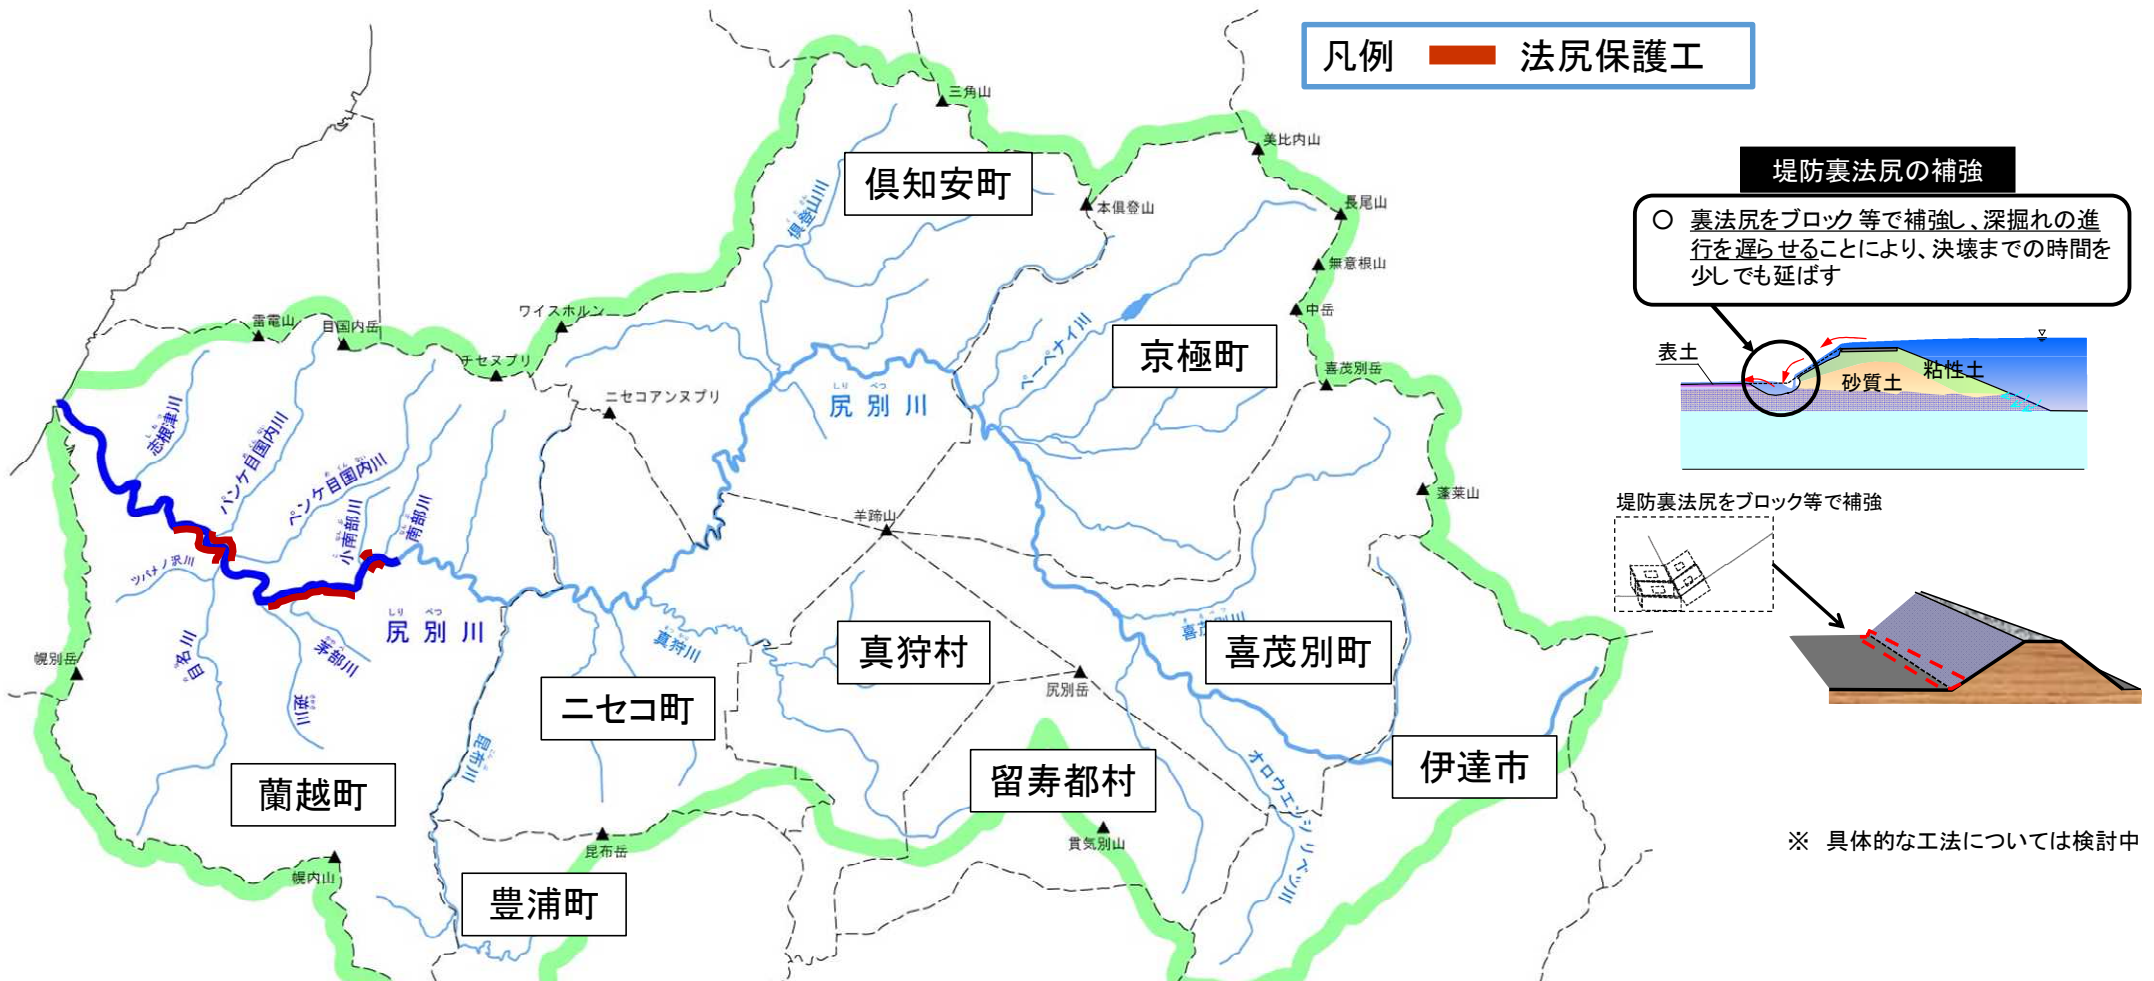 凡例 法尻保護工
三角山
美比内山
倶知安町
本倶登山
長尾山
倶登山川
無意根山
中岳
ワイスホルン
雷電山
目国内岳
チセヌプリ
ペーペナイ川
京極町
喜茂別岳
ニセコアンヌプリ
しり べつ
尻別川
志根津川
パンケ目国内川
ペンケ目国内川
小南部川
南部川
蓬莱山
羊蹄山
ツバナノ沢川
しり べつ
尻別川
真狩川
真狩村
喜茂別川
喜茂別町
幌別岳
目名川
逆川
尻別岳
ニセコ町
昆布川
留寿都村
オロウエンシリベツ川
伊達市
蘭越町
昆布岳
貫気別山
幌内山
豊浦町
堤防裏法尻の補強
○ 裏法尻をブロック等で補強し、深掘れの進
行を遅らせることにより、決壊までの時間を
少しでも延ばす
表土
砂質土
粘性土
堤防裏法尻をブロック等で補強
※ 具体的な工法については検討中